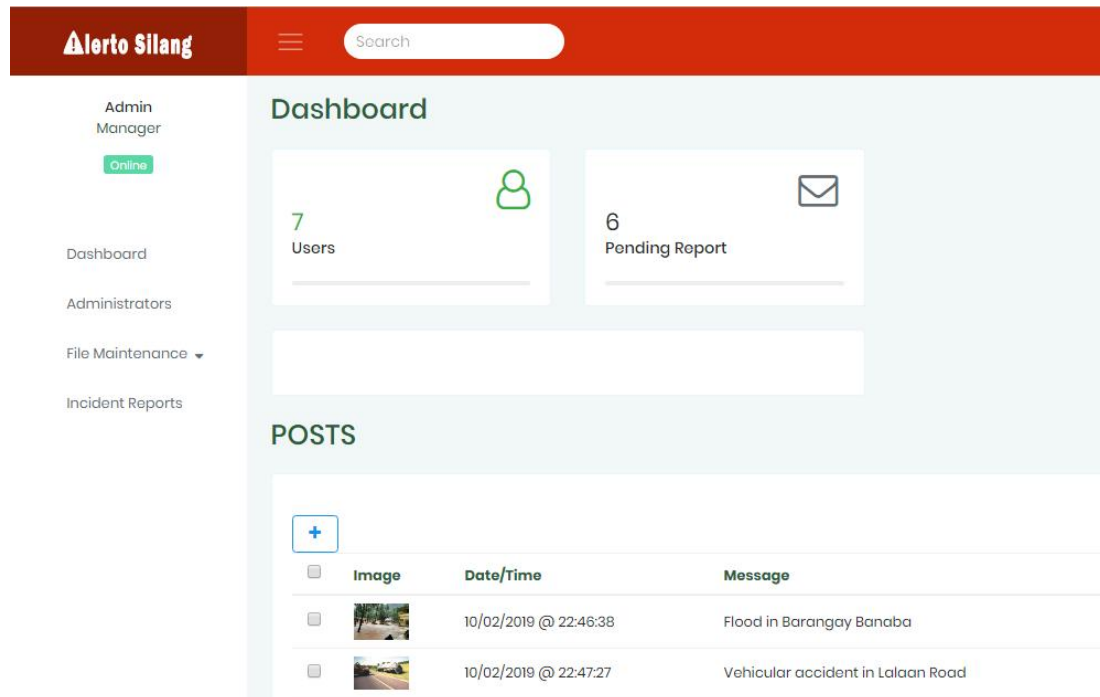 Alerto Silang
Search
Admin
Manager
Online
Dashboard
Administrators
File Maintenance
Incident Reports
Dashboard
7
Users
6
Pending Report
POSTS
+
Image Date/Time Message
10/02/2019 @ 22:46:38 Flood in Barangay Banaba
10/02/2019 @ 22:47:27 Vehicular accident in Lalaan Road